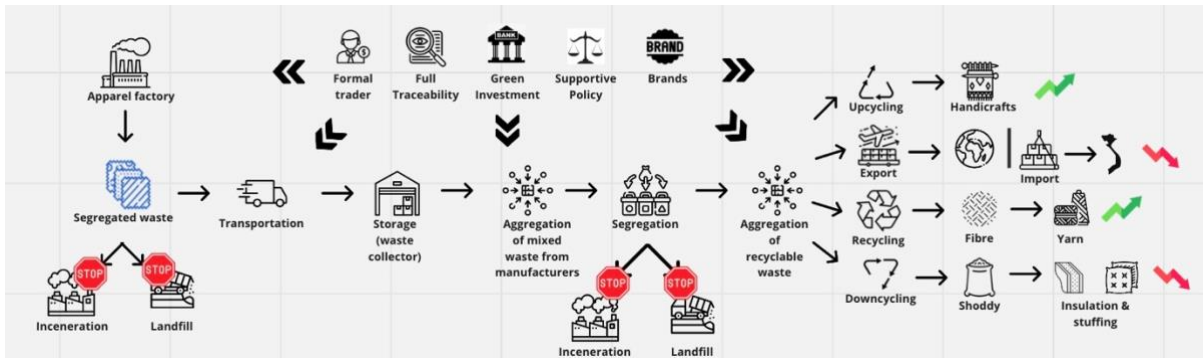 BANK
BRAND
Formal
trader
Full
Traceability
Green
Investment
Supportive
Policy
Brands
Apparel factory
Upcycling
Handicrafts
Export
Import
Segregated waste
Transportation
Storage
(waste
collector)
Aggregation
of mixed
waste from
manufacturers
Segregation
Aggregation
of
recyclable
waste
Recycling
Fibre
Yarn
STOP
STOP
Inceneration
Landfill
STOP
STOP
Inceneration
Landfill
Downcycling
Shoddy
Insulation &
stuffing